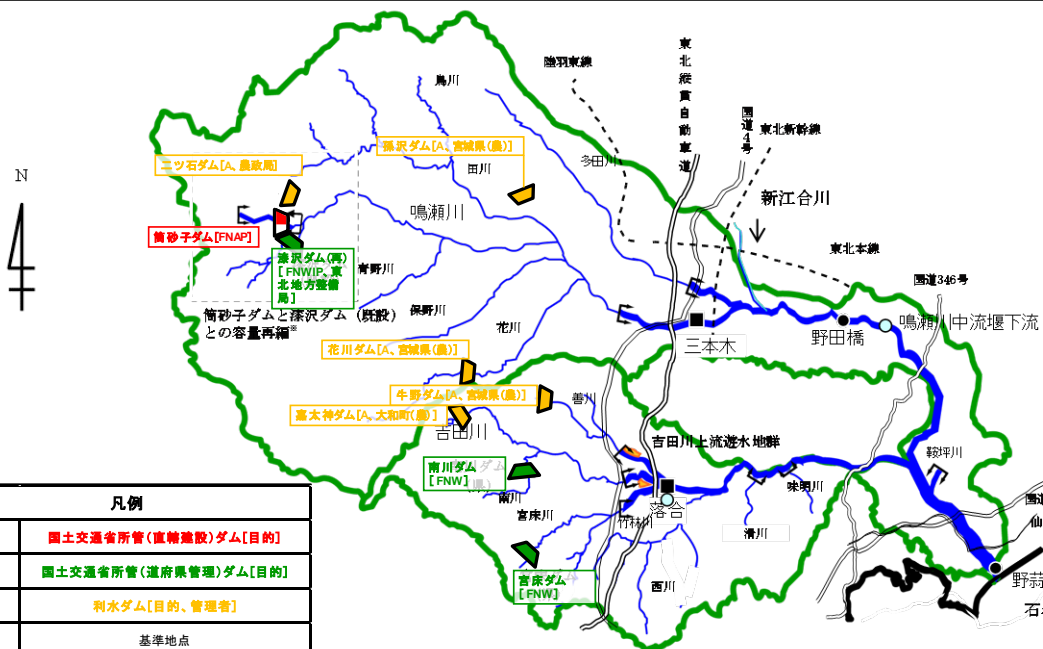 N
鳥川
陸羽東線
東北縦貫自動車道
国道4号
東北新幹線
多田川
新江合川
東北本線
国道346号
二ツ石ダム[A、農政局]
孫沢ダム[A、宮城県(農)]
田川
鳴瀬川
筒砂子ダム[FNAP]
漆沢ダム(再)
[FNWIP、東
北地方整備
局]
青野川
筒砂子ダムと漆沢ダム（既設）
との容量再編※
保野川
花川
三本木
野田橋
鳴瀬川中流堰下流
花川ダム[A、宮城県(農)]
牛野ダム[A、宮城県(農)]
嘉太神ダム[A、大和町(農)]
吉田川
善川
吉田川上流遊水地群
鞍坪川
南川ダム
[FNW]
南川
宮床川
竹林川
落合
味明川
滑川
宮床ダム
[FNW]
西川
国道
仙
野蒜
石巻
凡例
国土交通省所管(直轄建設)ダム[目的]
国土交通省所管(道府県管理)ダム[目的]
利水ダム[目的、管理者]
基準地点